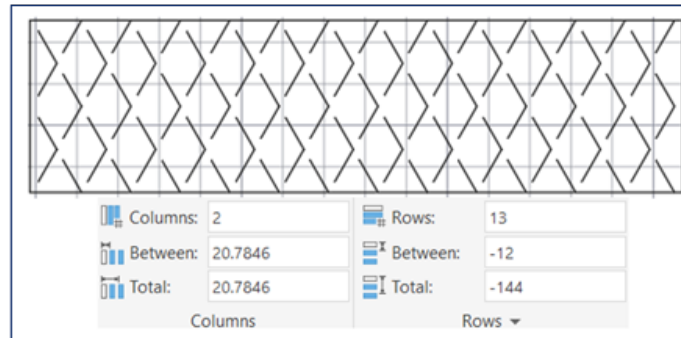 Columns: 2 Rows: 13
Between: 20.7846 Between: -12
Total: 20.7846 Total: -144
Columns Rows